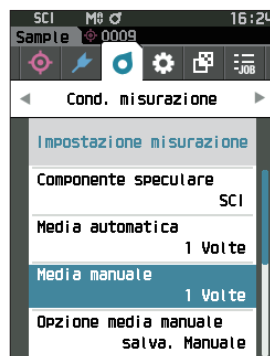 SCI M 16:24
Sample 0009
-JOB
Cond. misurazione
Impostazione misurazione
Componente speculare
SCI
Media automatica
1 Volte
Media manuale
1 Volte
Opzione media manuale
salva. Manuale